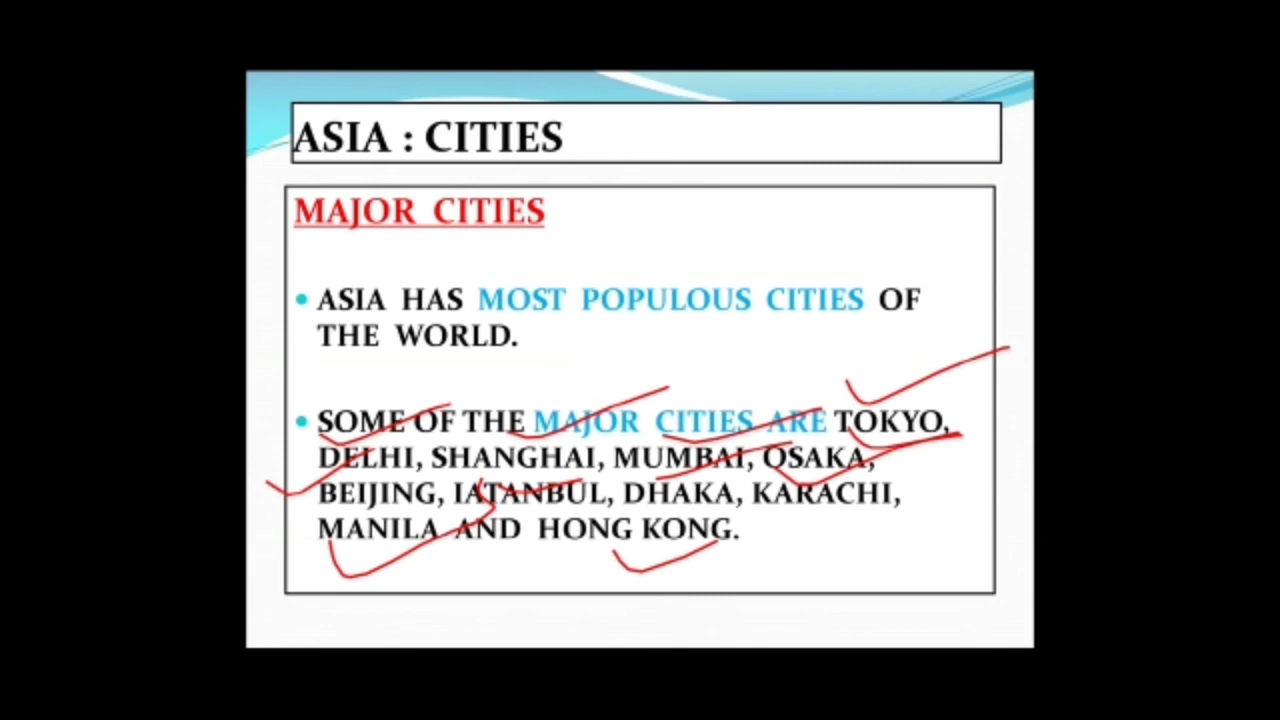 ASIA : CITIES
MAJOR CITIES
• ASIA HAS MOST POPULOUS CITIES OF
THE WORLD.
• SOME OF THE MAJOR CITIES ARE TOKYO,
DELHI, SHANGHAI, MUMBAI, OSAKA,
BEIJING, IATANBUL, DHAKA, KARACHI,
MANILA AND HONG KONG.